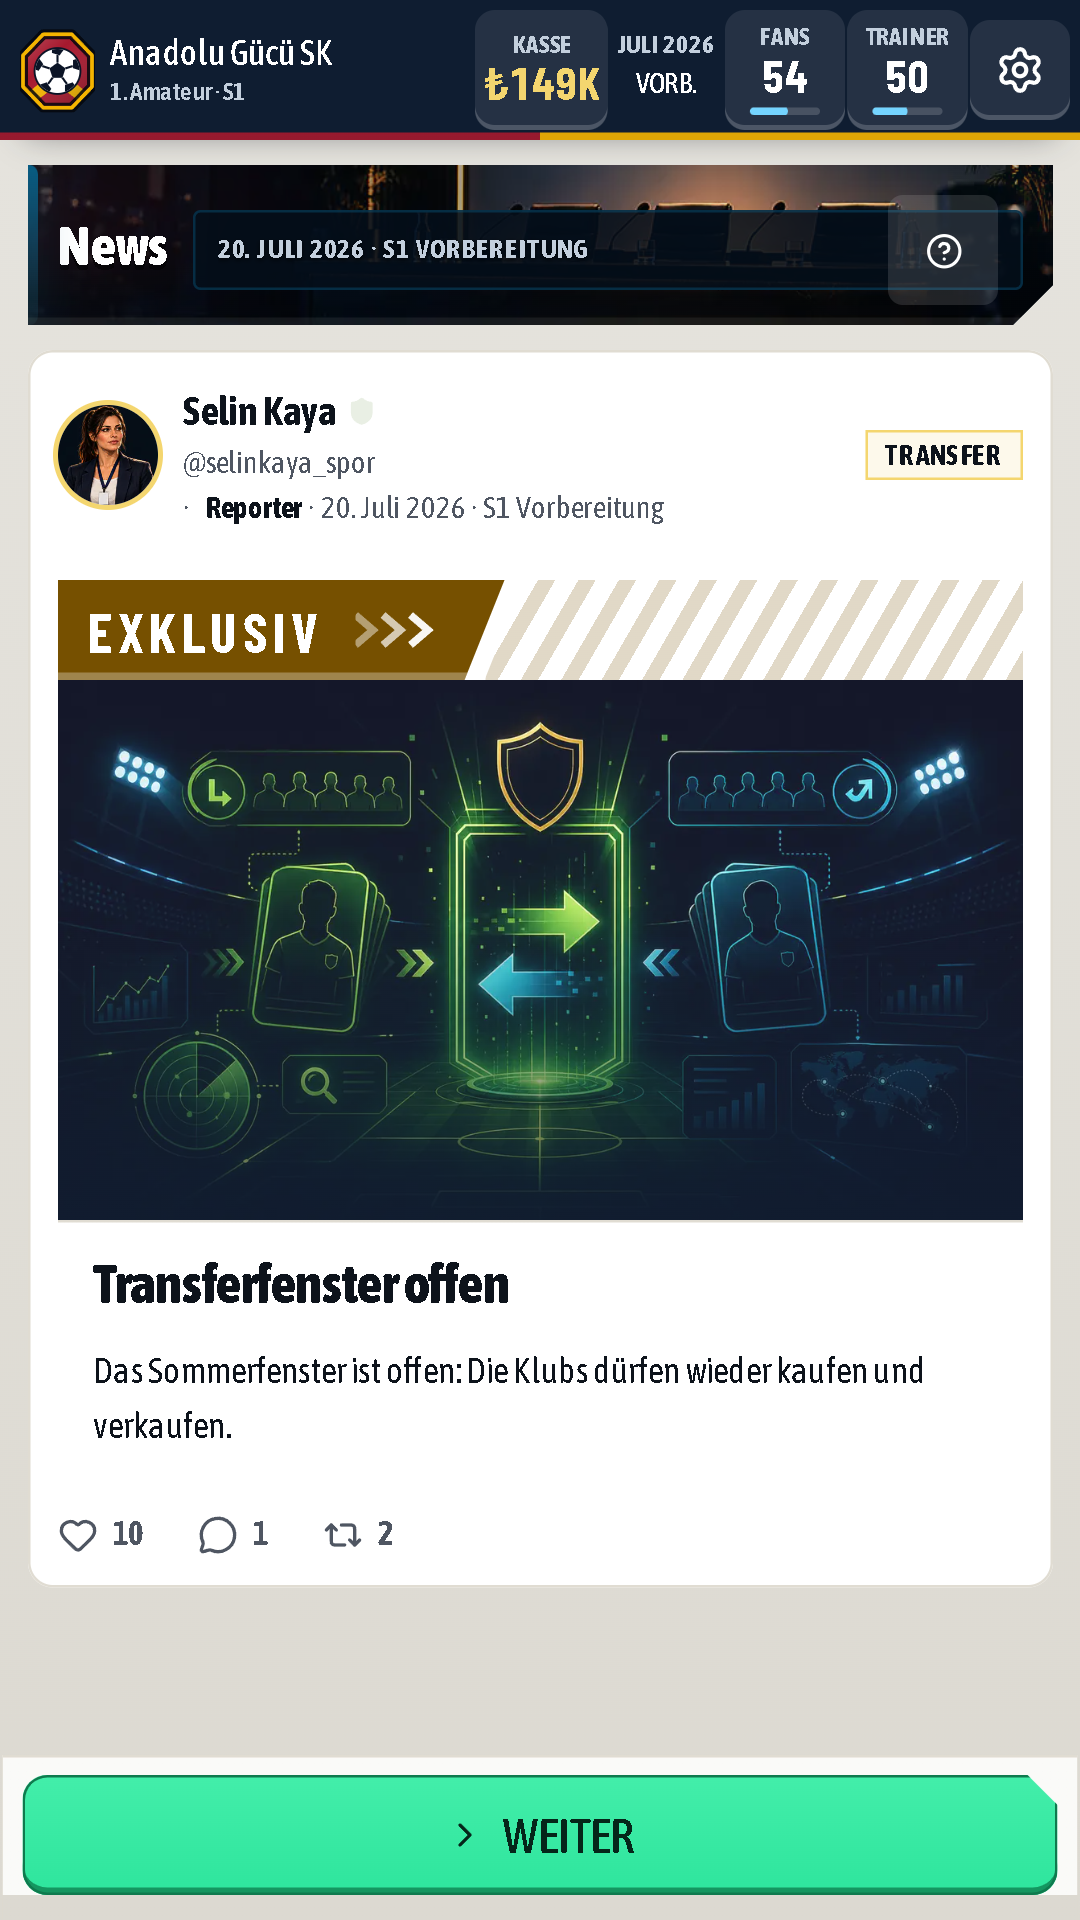 Anadolu Gücü SK
1.Amateur·S1
KASSE
₺149K
JULI 2026
VORB.
FANS
54
TRAINER
50
News
20. JULI 2026 · S1 VORBEREITUNG
Selin Kaya
@selinkaya_spor
· Reporter · 20. Juli 2026 · S1 Vorbereitung
TRANSFER
EXKLUSIV
Transferfenster offen
Das Sommerfenster ist offen: Die Klubs dürfen wieder kaufen und
verkaufen.
10
1
2
WEITER